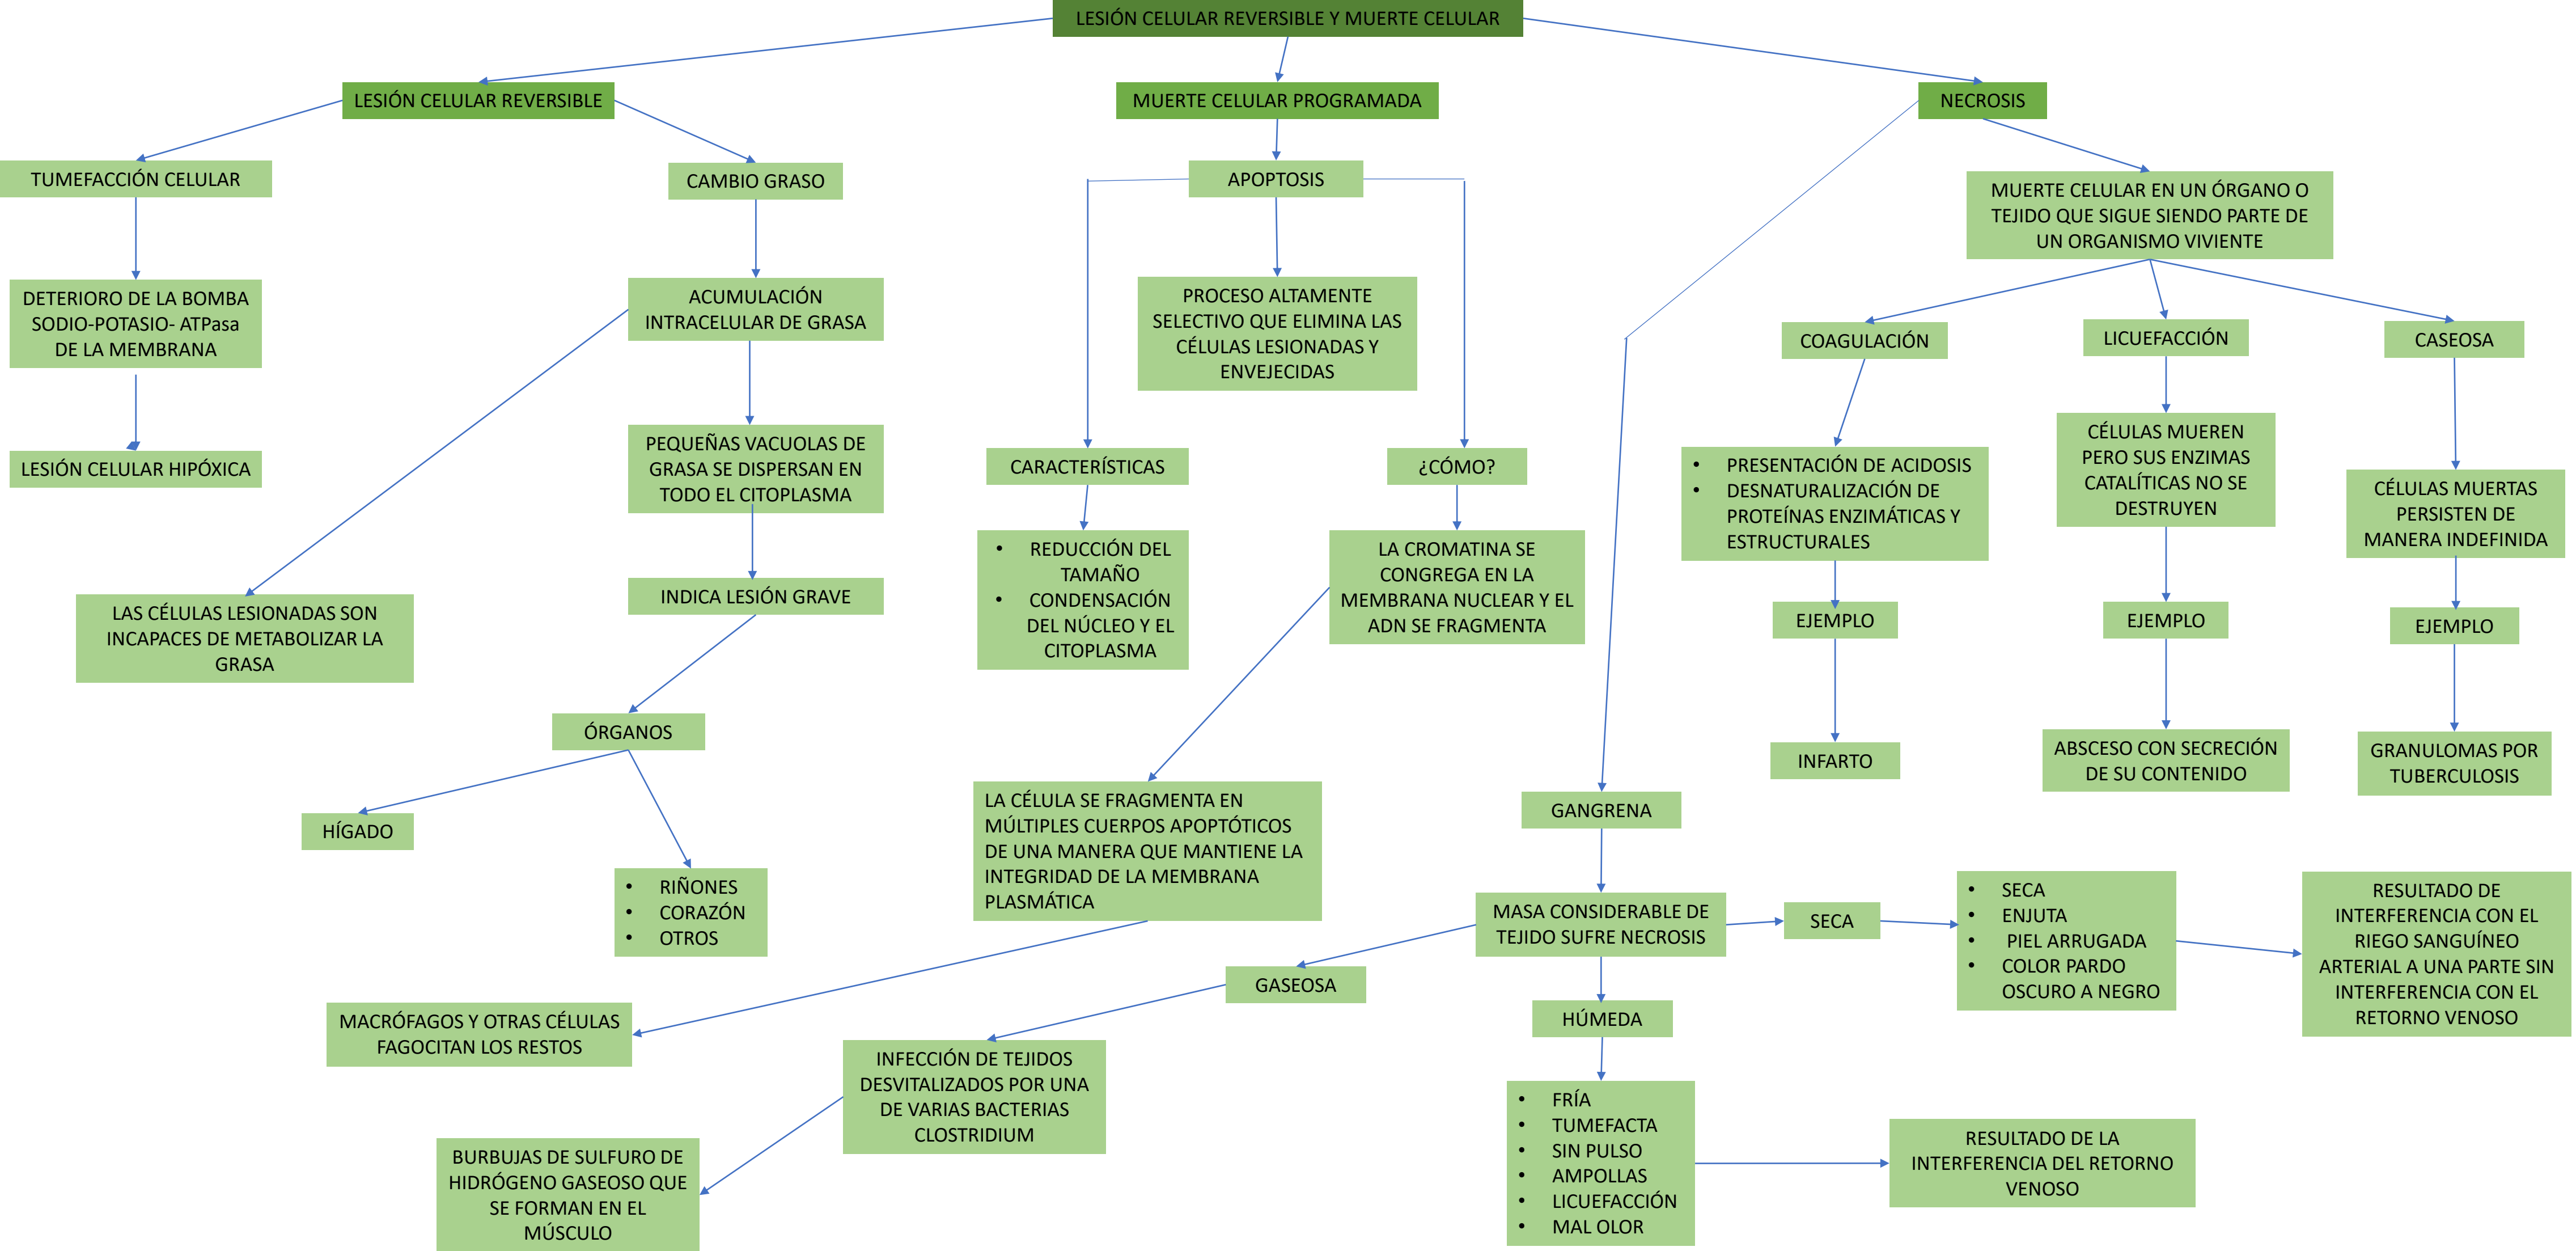 LESIÓN CELULAR REVERSIBLE Y MUERTE CELULAR
LESIÓN CELULAR REVERSIBLE
MUERTE CELULAR PROGRAMADA
NECROSIS
TUMEFACCIÓN CELULAR
CAMBIO GRASO
APOPTOSIS
MUERTE CELULAR EN UN ÓRGANO O
TEJIDO QUE SIGUE SIENDO PARTE DE
UN ORGANISMO VIVIENTE
DETERIORO DE LA BOMBA
SODIO-POTASIO- ATPasa
DE LA MEMBRANA
ACUMULACIÓN
INTRACELULAR DE GRASA
PROCESO ALTAMENTE
SELECTIVO QUE ELIMINA LAS
CÉLULAS LESIONADAS Y
ENVEJECIDAS
COAGULACIÓN
LICUEFACCIÓN
CASEOSA
LESIÓN CELULAR HIPÓXICA
PEQUEÑAS VACUOLAS DE
GRASA SE DISPERSAN EN
TODO EL CITOPLASMA
CARACTERÍSTICAS
¿CÓMO?
• PRESENTACIÓN DE ACIDOSIS
• DESNATURALIZACIÓN DE
PROTEÍNAS ENZIMÁTICAS Y
ESTRUCTURALES
CÉLULAS MUEREN
PERO SUS ENZIMAS
CATALÍTICAS NO SE
DESTRUYEN
CÉLULAS MUERTAS
PERSISTEN DE
MANERA INDEFINIDA
LAS CÉLULAS LESIONADAS SON
INCAPACES DE METABOLIZAR LA
GRASA
INDICA LESIÓN GRAVE
• REDUCCIÓN DEL
TAMAÑO
• CONDENSACIÓN
DEL NÚCLEO Y EL
CITOPLASMA
LA CROMATINA SE
CONGREGA EN LA
MEMBRANA NUCLEAR Y EL
ADN SE FRAGMENTA
EJEMPLO
EJEMPLO
EJEMPLO
ÓRGANOS
INFARTO
ABSCESO CON SECRECIÓN
DE SU CONTENIDO
GRANULOMAS POR
TUBERCULOSIS
HÍGADO
• RIÑONES
• CORAZÓN
• OTROS
LA CÉLULA SE FRAGMENTA EN
MÚLTIPLES CUERPOS APOPTÓTICOS
DE UNA MANERA QUE MANTIENE LA
INTEGRIDAD DE LA MEMBRANA
PLASMÁTICA
GANGRENA
MASA CONSIDERABLE DE
TEJIDO SUFRE NECROSIS
SECA
• SECA
• ENJUTA
• PIEL ARRUGADA
• COLOR PARDO
OSCURO A NEGRO
RESULTADO DE
INTERFERENCIA CON EL
RIEGO SANGUÍNEO
ARTERIAL A UNA PARTE SIN
INTERFERENCIA CON EL
RETORNO VENOSO
GASEOSA
HÚMEDA
MACRÓFAGOS Y OTRAS CÉLULAS
FAGOCITAN LOS RESTOS
INFECCIÓN DE TEJIDOS
DESVITALIZADOS POR UNA
DE VARIAS BACTERIAS
CLOSTRIDIUM
• FRÍA
• TUMEFACTA
• SIN PULSO
• AMPOLLAS
• LICUEFACCIÓN
• MAL OLOR
RESULTADO DE LA
INTERFERENCIA DEL RETORNO
VENOSO
BURBUJAS DE SULFURO DE
HIDRÓGENO GASEOSO QUE
SE FORMAN EN EL
MÚSCULO